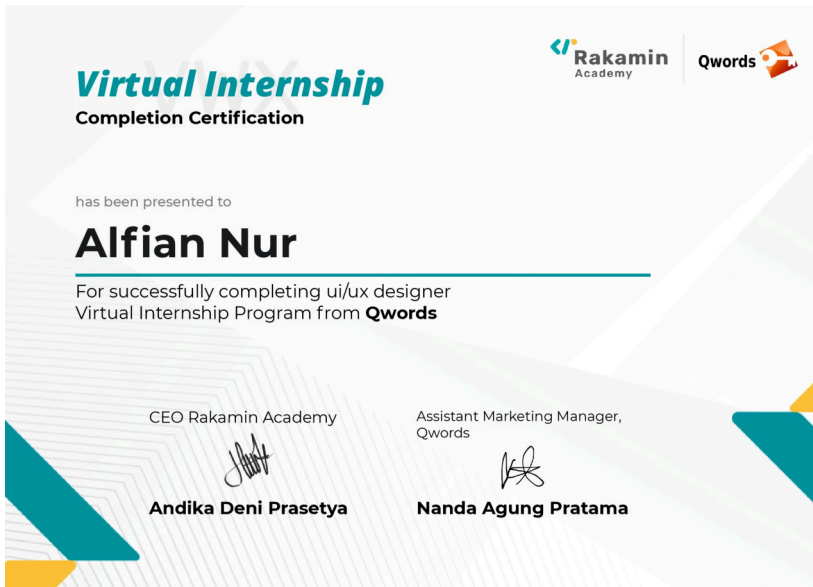 Rakamin
Academy
Qwords
VWX
Virtual Internship
Completion Certification
has been presented to
Alfian Nur
For successfully completing ui/ux designer
Virtual Internship Program from Qwords
CEO Rakamin Academy
Andika Deni Prasetya
Assistant Marketing Manager,
Qwords
Nanda Agung Pratama